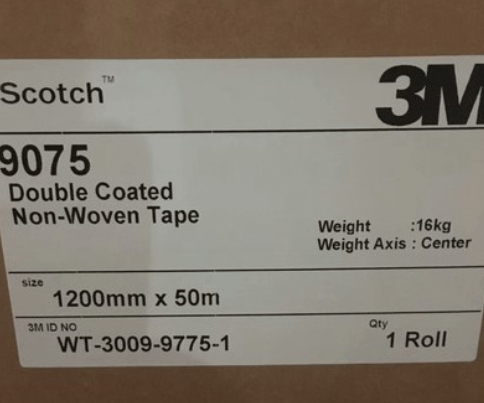 Scotch™ 3M
9075
Double Coated
Non-Woven Tape
Weight :16kg
Weight Axis : Center
size
1200mm x 50m
3M ID NO
WT-3009-9775-1
Qty
1 Roll